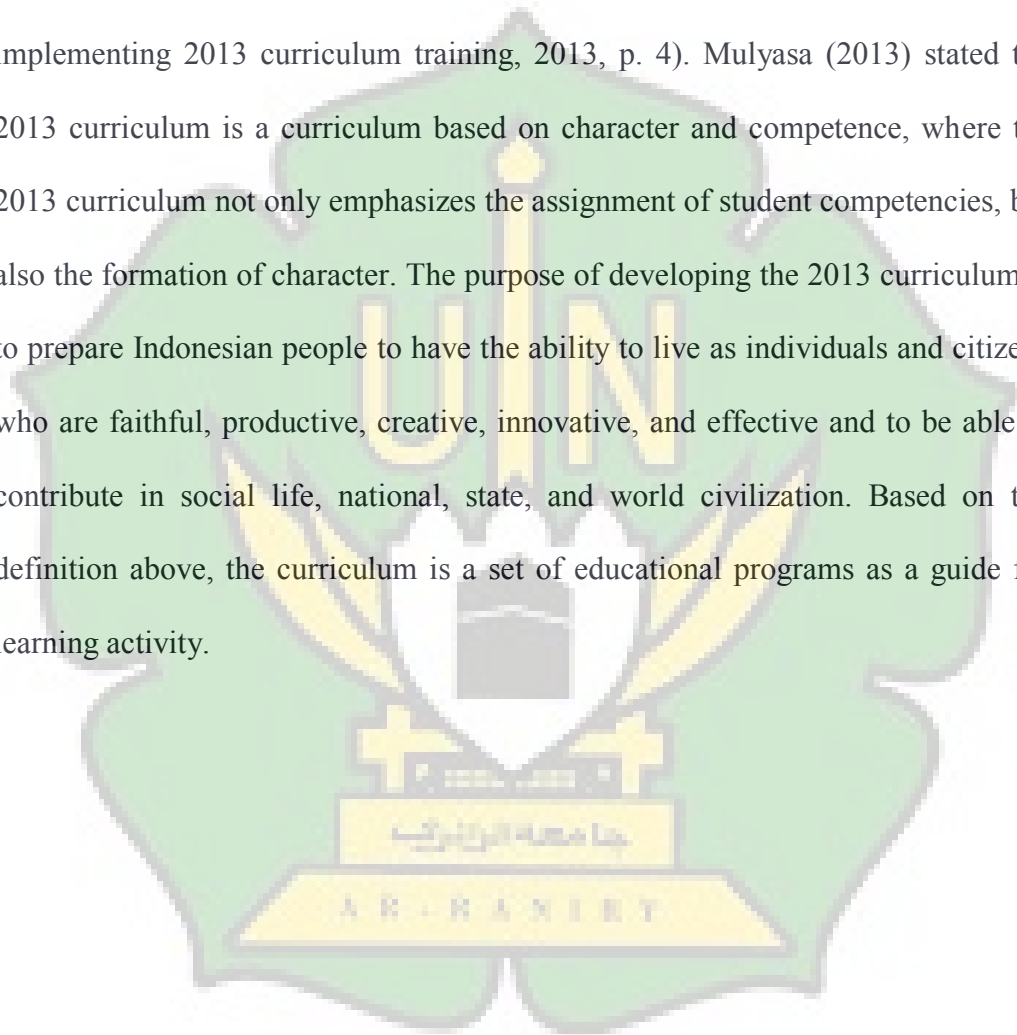 implementing 2013 curriculum training, 2013, p. 4). Mulyasa (2013) stated t
2013 curriculum is a curriculum based on character and competence, where t
2013 curriculum not only emphasizes the assignment of student competencies, b
also the formation of character. The purpose of developing the 2013 curriculum
to prepare Indonesian people to have the ability to live as individuals and citize
who are faithful, productive, creative, innovative, and effective and to be able
contribute in social life, national, state, and world civilization. Based on t
definition above, the curriculum is a set of educational programs as a guide f
learning activity.
UIN
جامعة الرانيري
AR-RANIRY